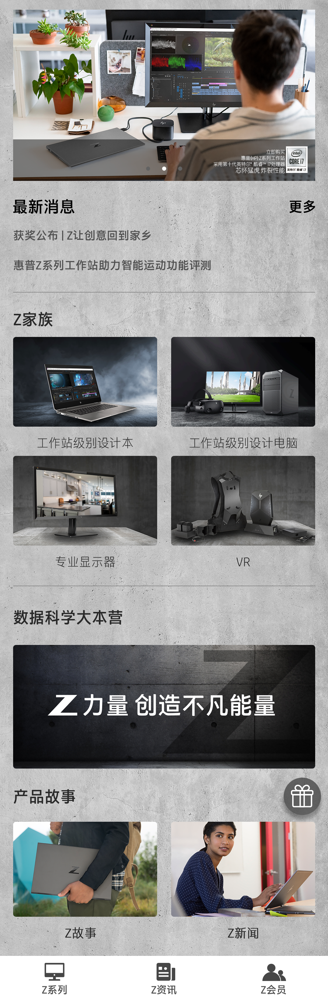 立即购买
惠普(HP) Z系列工作站
采用第十代英特尔® 酷睿™ i7处理器
芯怀猛虎 炸裂性能
intel
CORE i7
英特尔® 酷睿™ i7
最新消息
更多
获奖公布 | Z让创意回到家乡
惠普Z系列工作站助力智能运动功能评测
Z家族
工作站级别设计本
工作站级别设计电脑
专业显示器
VR
数据科学大本营
Z力量 创造不凡能量
产品故事
Z故事
Z新闻
Z系列
Z资讯
Z会员